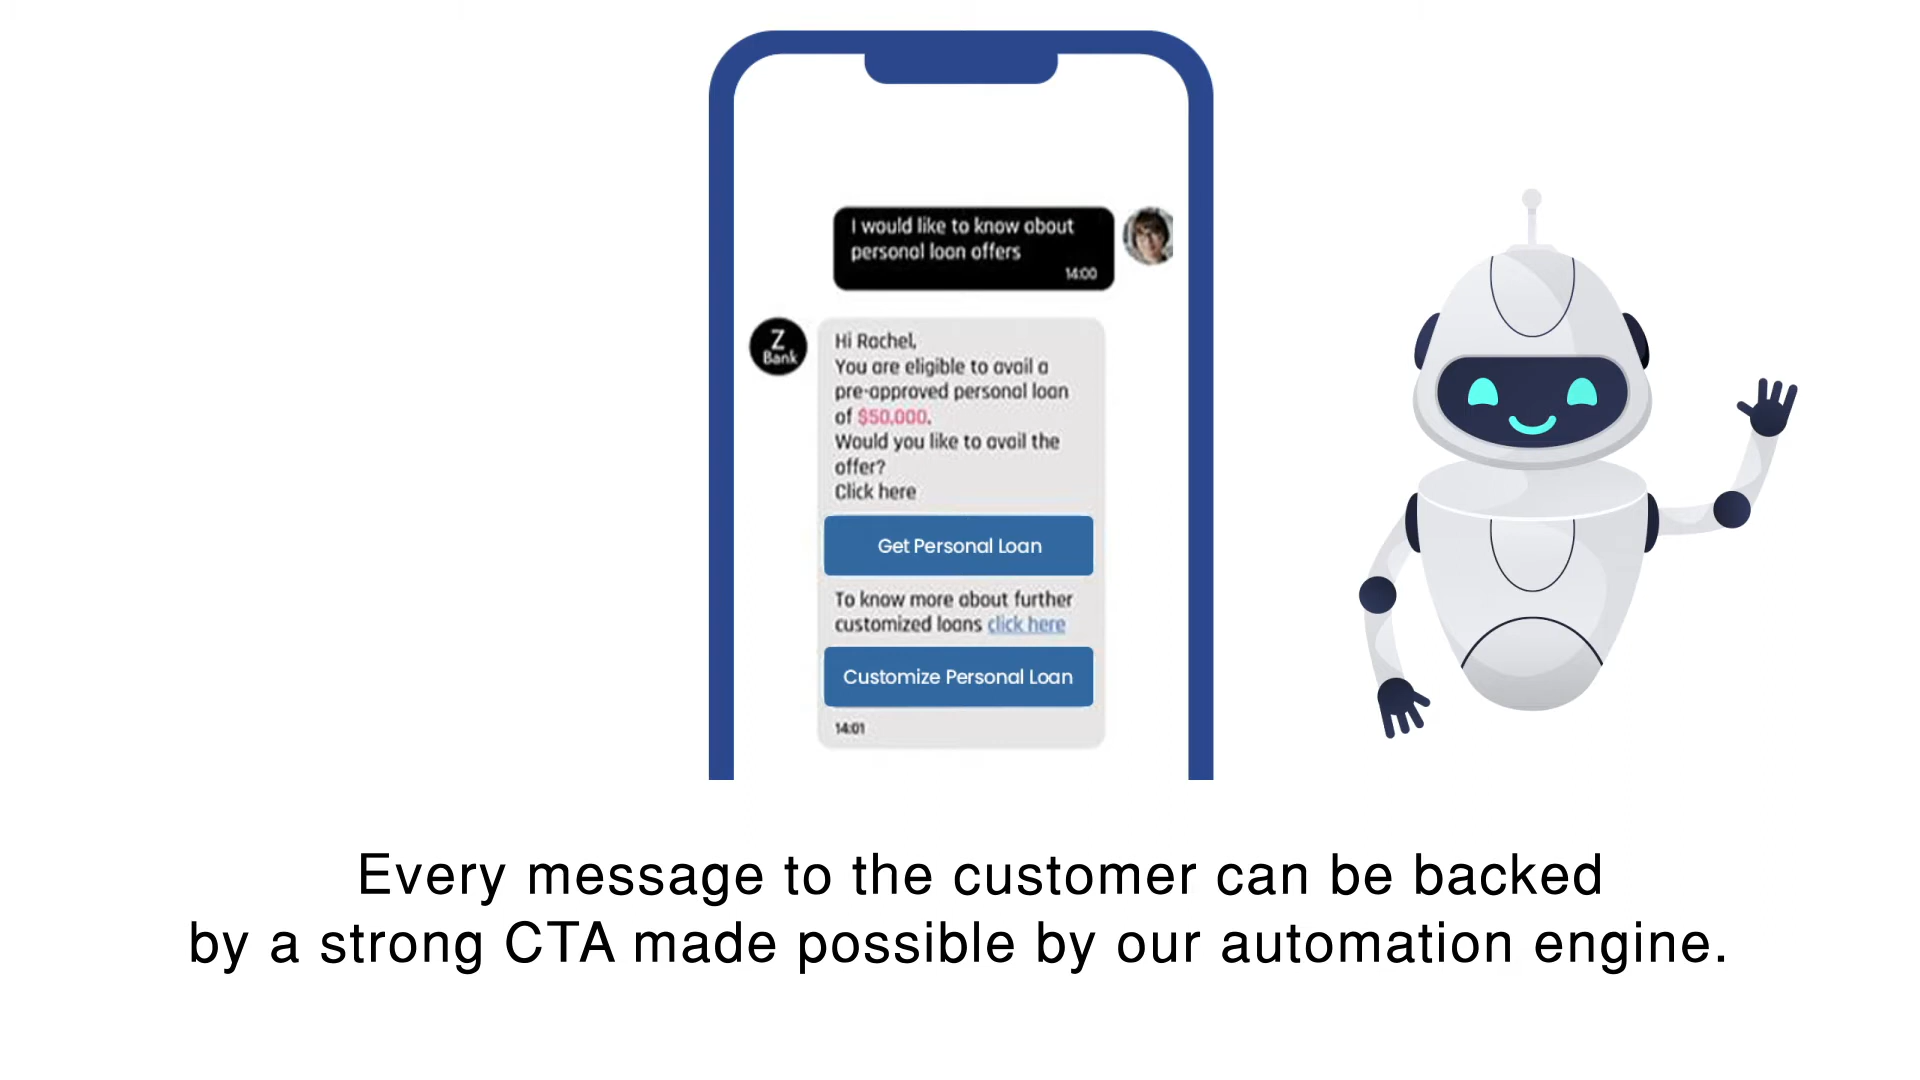 I would like to know about
personal loan offers
14:00
Z
Bank
Hi Rachel,
You are eligible to avail a
pre-approved personal loan
of $50,000.
Would you like to avail the
offer?
Click here
Get Personal Loan
To know more about further
customized loans click here
Customize Personal Loan
14:01
Every message to the customer can be backed
by a strong CTA made possible by our automation engine.